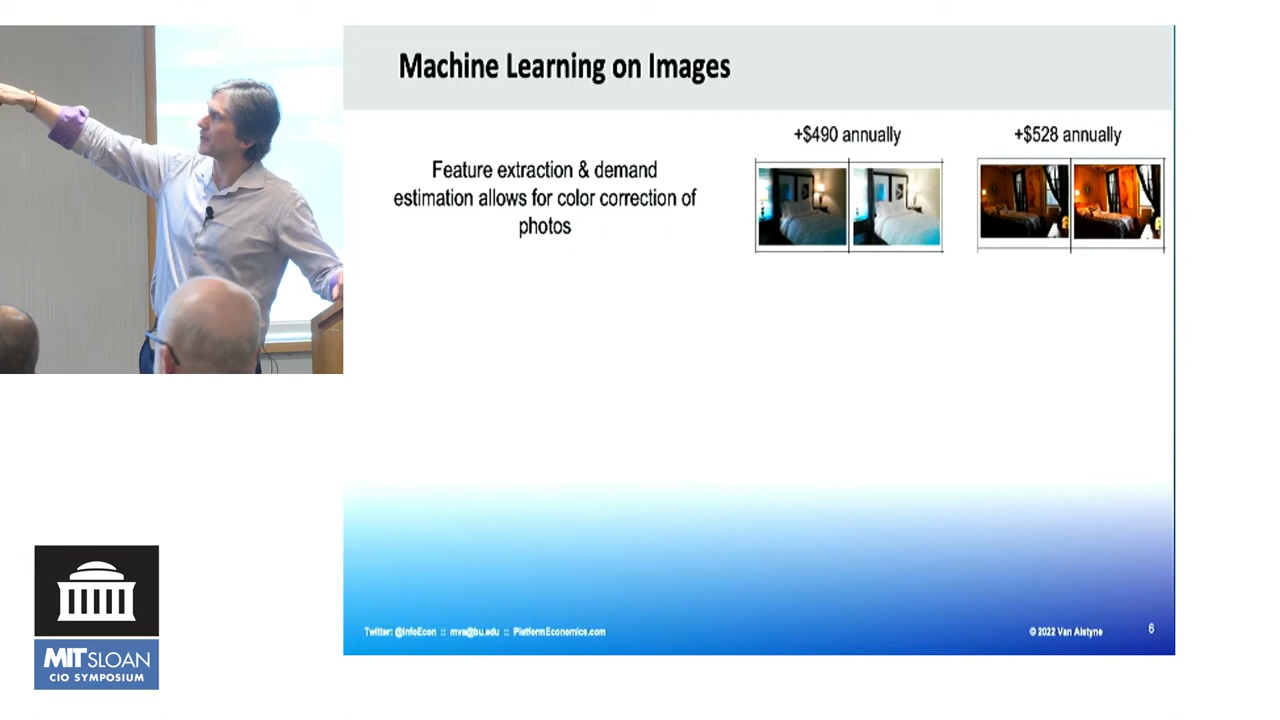 Machine Learning on Images
+$490 annually
+$528 annually
Feature extraction & demand
estimation allows for color correction of
photos
Twitter: @InfoEcon :: mva@bu.edu :: PlatformEconomics.com
© 2022 Van Alstyne
6
MIT SLOAN
CIO SYMPOSIUM